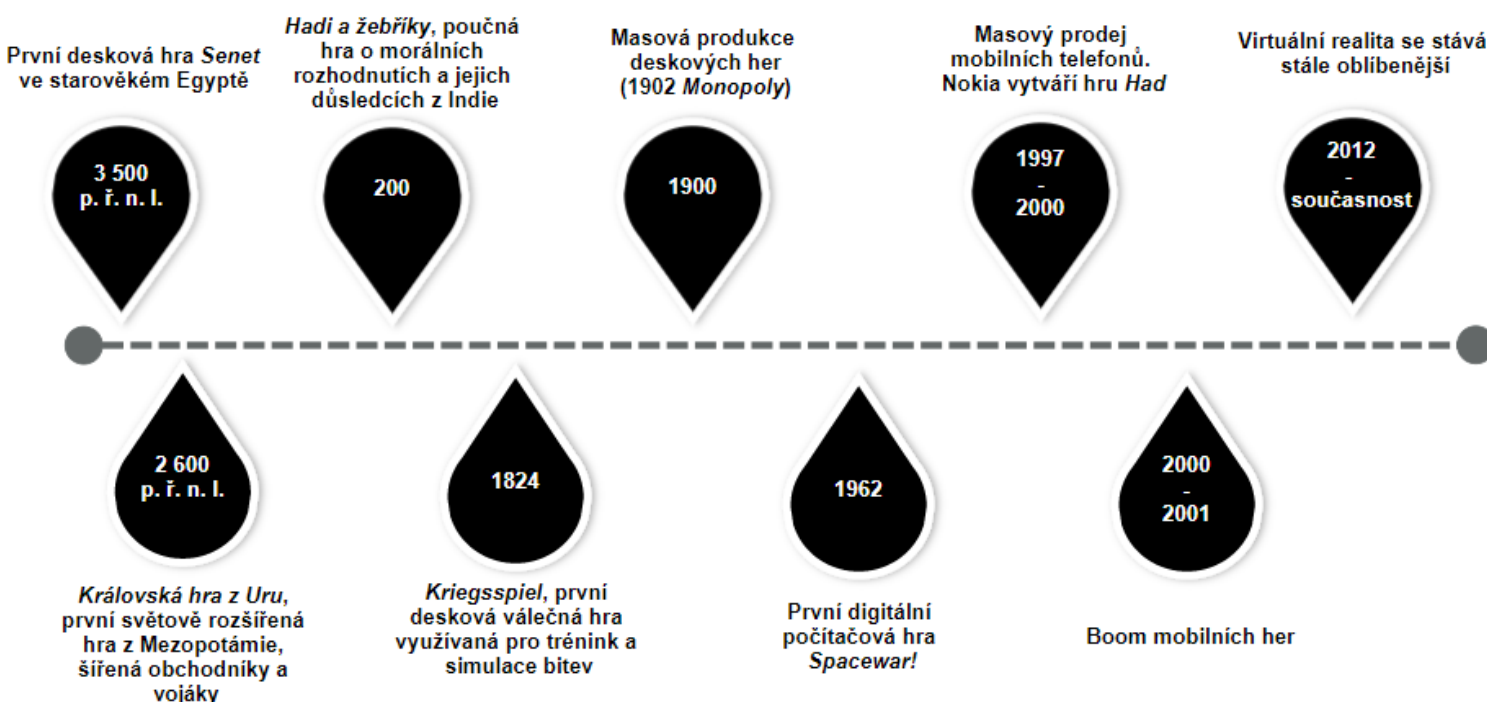 První desková hra Senet
ve starověkém Egyptě
3 500
p. ř. n. l.
Hadi a žebříky, poučná
hra o morálních
rozhodnutích a jejich
důsledcích z Indie
200
Masová produkce
deskových her
(1902 Monopoly)
1900
Masový prodej
mobilních telefonů.
Nokia vytváří hru Had
1997
-
2000
Virtuální realita se stává
stále oblíbenější
2012
-
současnost
2 600
p. ř. n. l.
Královská hra z Uru,
první světově rozšířená
hra z Mezopotámie,
šířená obchodníky a
vojáky
1824
Kriegsspiel, první
desková válečná hra
využívaná pro trénink a
simulace bitev
1962
První digitální
počítačová hra
Spacewar!
2000
-
2001
Boom mobilních her